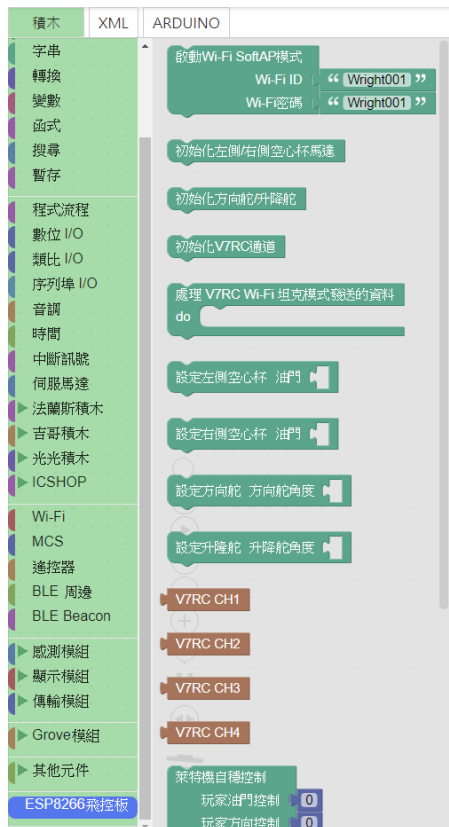 積木 XML ARDUINO
字串
轉換
變數
函式
搜尋
暫存
程式流程
數位 I/O
類比 I/O
序列埠 I/O
音調
時間
中斷訊號
伺服馬達
法蘭斯積木
吉哥積木
光光積木
ICSHOP
Wi-Fi
MCS
遙控器
BLE 周邊
BLE Beacon
感測模組
顯示模組
傳輸模組
Grove模組
其他元件
ESP8266飛控板
啟動Wi-Fi SoftAP模式
Wi-Fi ID “ Wright001 ”
Wi-Fi密碼 “ Wright001 ”
初始化左側/右側空心杯馬達
初始化方向舵/升降舵
初始化V7RC通道
處理 V7RC Wi-Fi 坦克模式發送的資料
do
設定左側空心杯 油門
設定右側空心杯 油門
設定方向舵 方向舵角度
設定升隆舵 升降舵角度
V7RC CH1
V7RC CH2
V7RC CH3
V7RC CH4
萊特機自穩控制
玩家油門控制 0
玩家方向控制 0